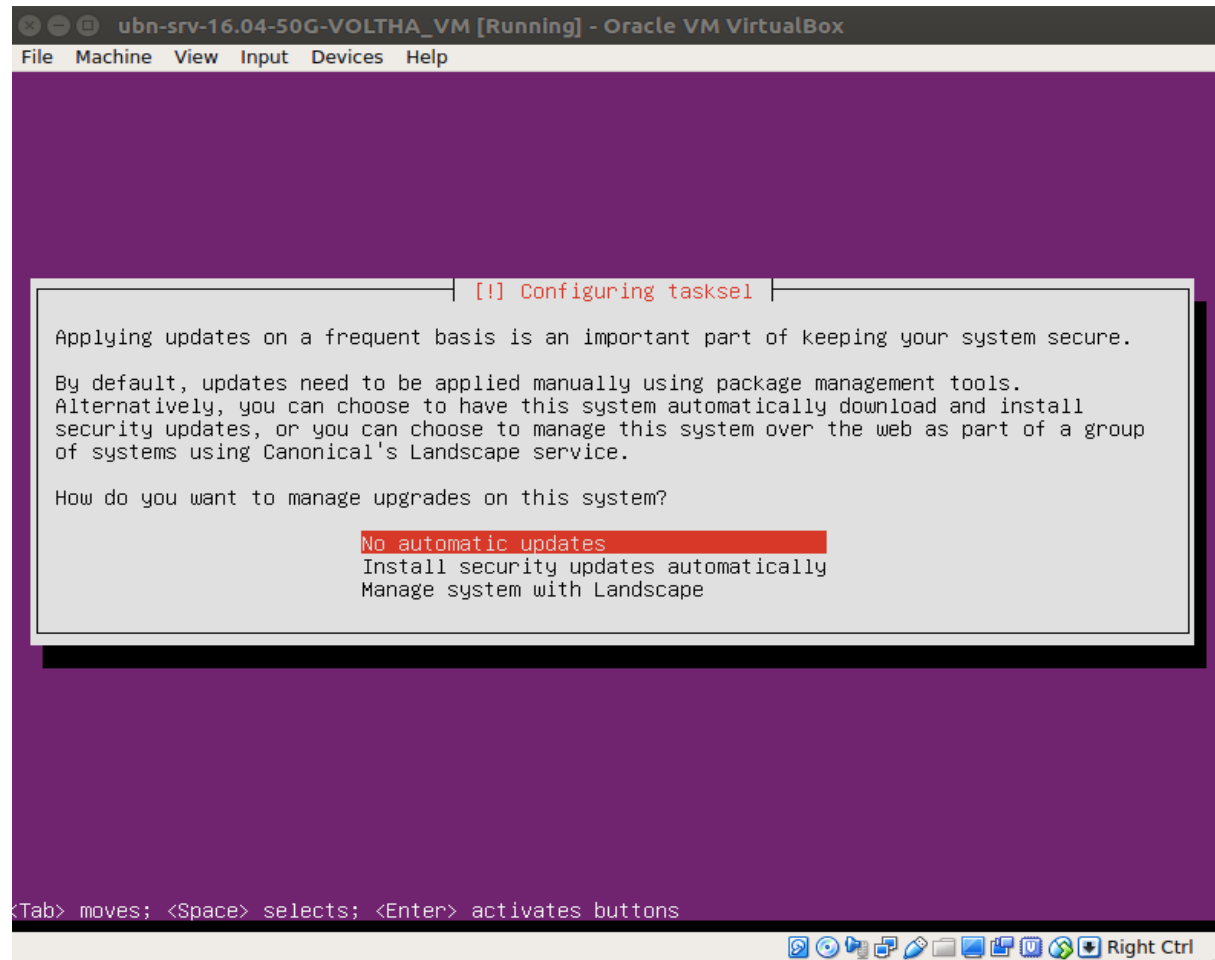 ubn-srv-16.04-50G-VOLTHA_VM [Running] - Oracle VM VirtualBox
File Machine View Input Devices Help
[!] Configuring tasksel
Applying updates on a frequent basis is an important part of keeping your system secure.
By default, updates need to be applied manually using package management tools.
Alternatively, you can choose to have this system automatically download and install
security updates, or you can choose to manage this system over the web as part of a group
of systems using Canonical's Landscape service.
How do you want to manage upgrades on this system?
No automatic updates
Install security updates automatically
Manage system with Landscape
<Tab> moves; <Space> selects; <Enter> activates buttons
Right Ctrl